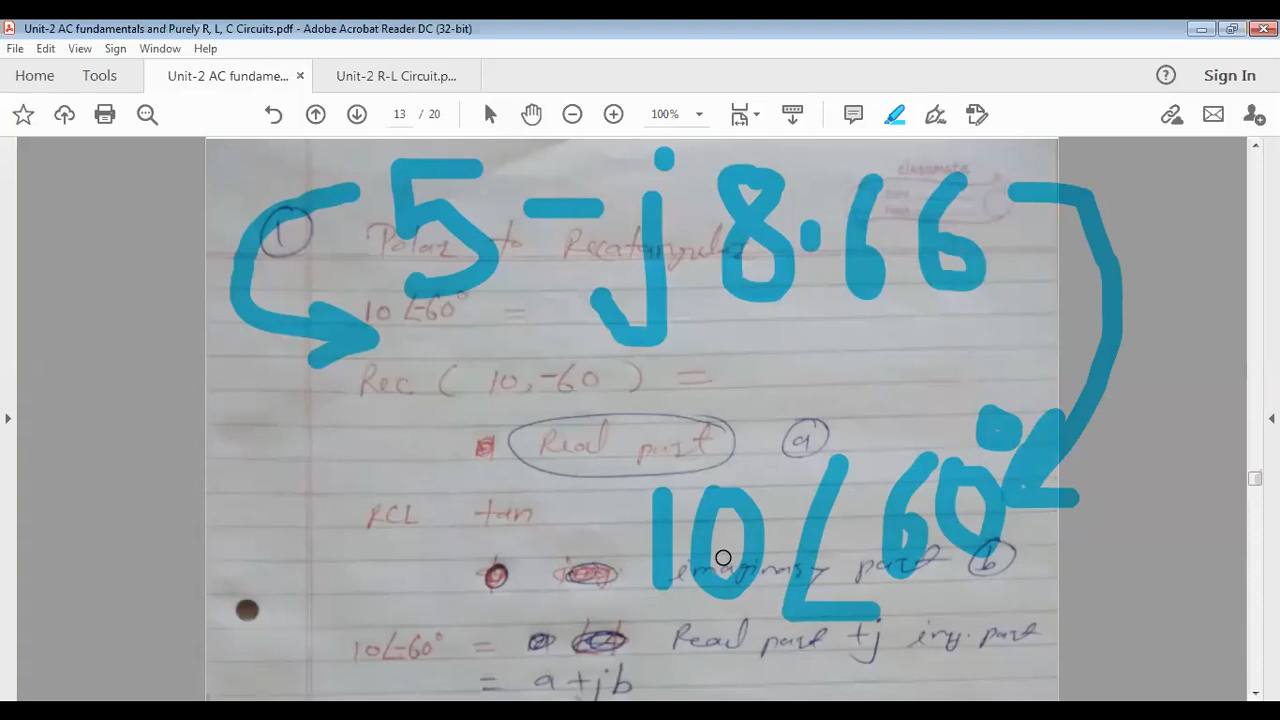 Unit-2 AC fundamentals and Purely R, L, C Circuits.pdf - Adobe Acrobat Reader DC (32-bit)
File Edit View Sign Window Help
Home Tools Unit-2 AC fundame... × Unit-2 R-L Circuit.p... Sign In
13 / 20 100%
classmate
5 - j 8.66
1 Polar to Recatangular
10∠-60° =
Rec ( 10, -60 ) =
Real part a
10∠60°
RCL tan
imaginary part b
10∠-60° = Real part +j img. part
= a+jb